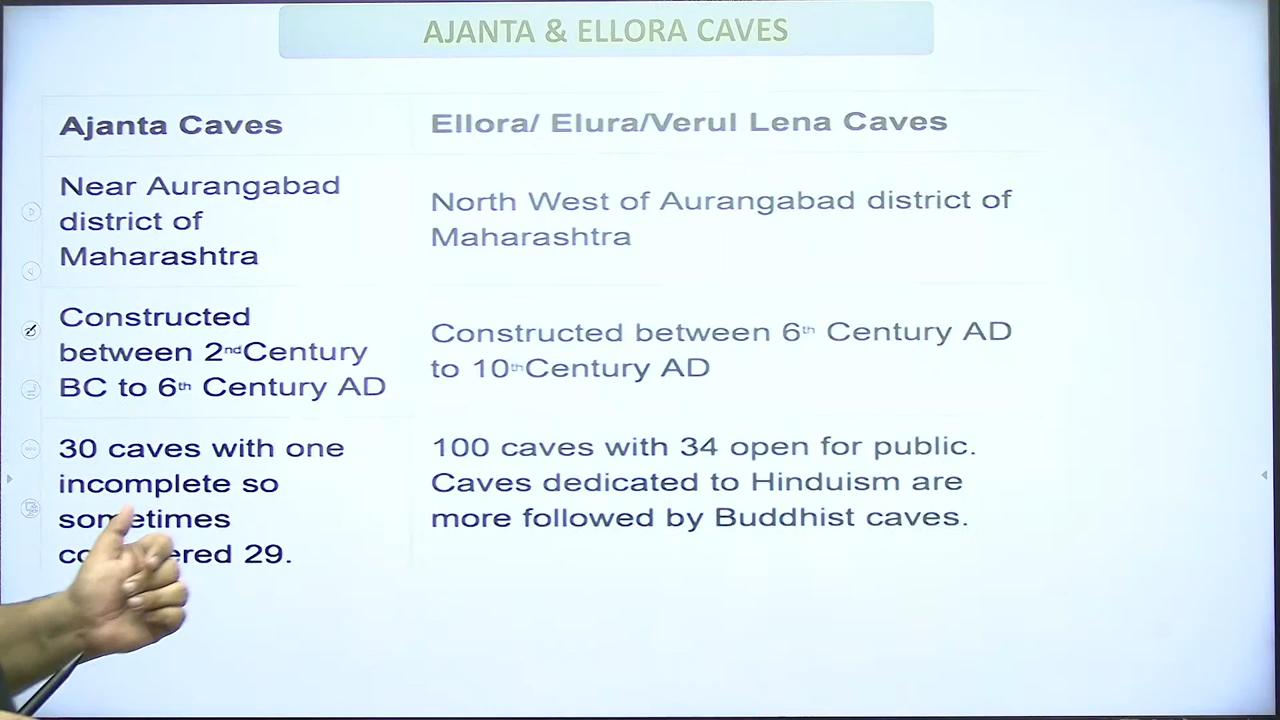 AJANTA & ELLORA CAVES
Ajanta Caves
Ellora/ Elura/Verul Lena Caves
Near Aurangabad
district of
Maharashtra
North West of Aurangabad district of
Maharashtra
Constructed
between 2nd Century
BC to 6th Century AD
Constructed between 6th Century AD
to 10th Century AD
30 caves with one
incomplete so
sometimes
29.
100 caves with 34 open for public.
Caves dedicated to Hinduism are
more followed by Buddhist caves.